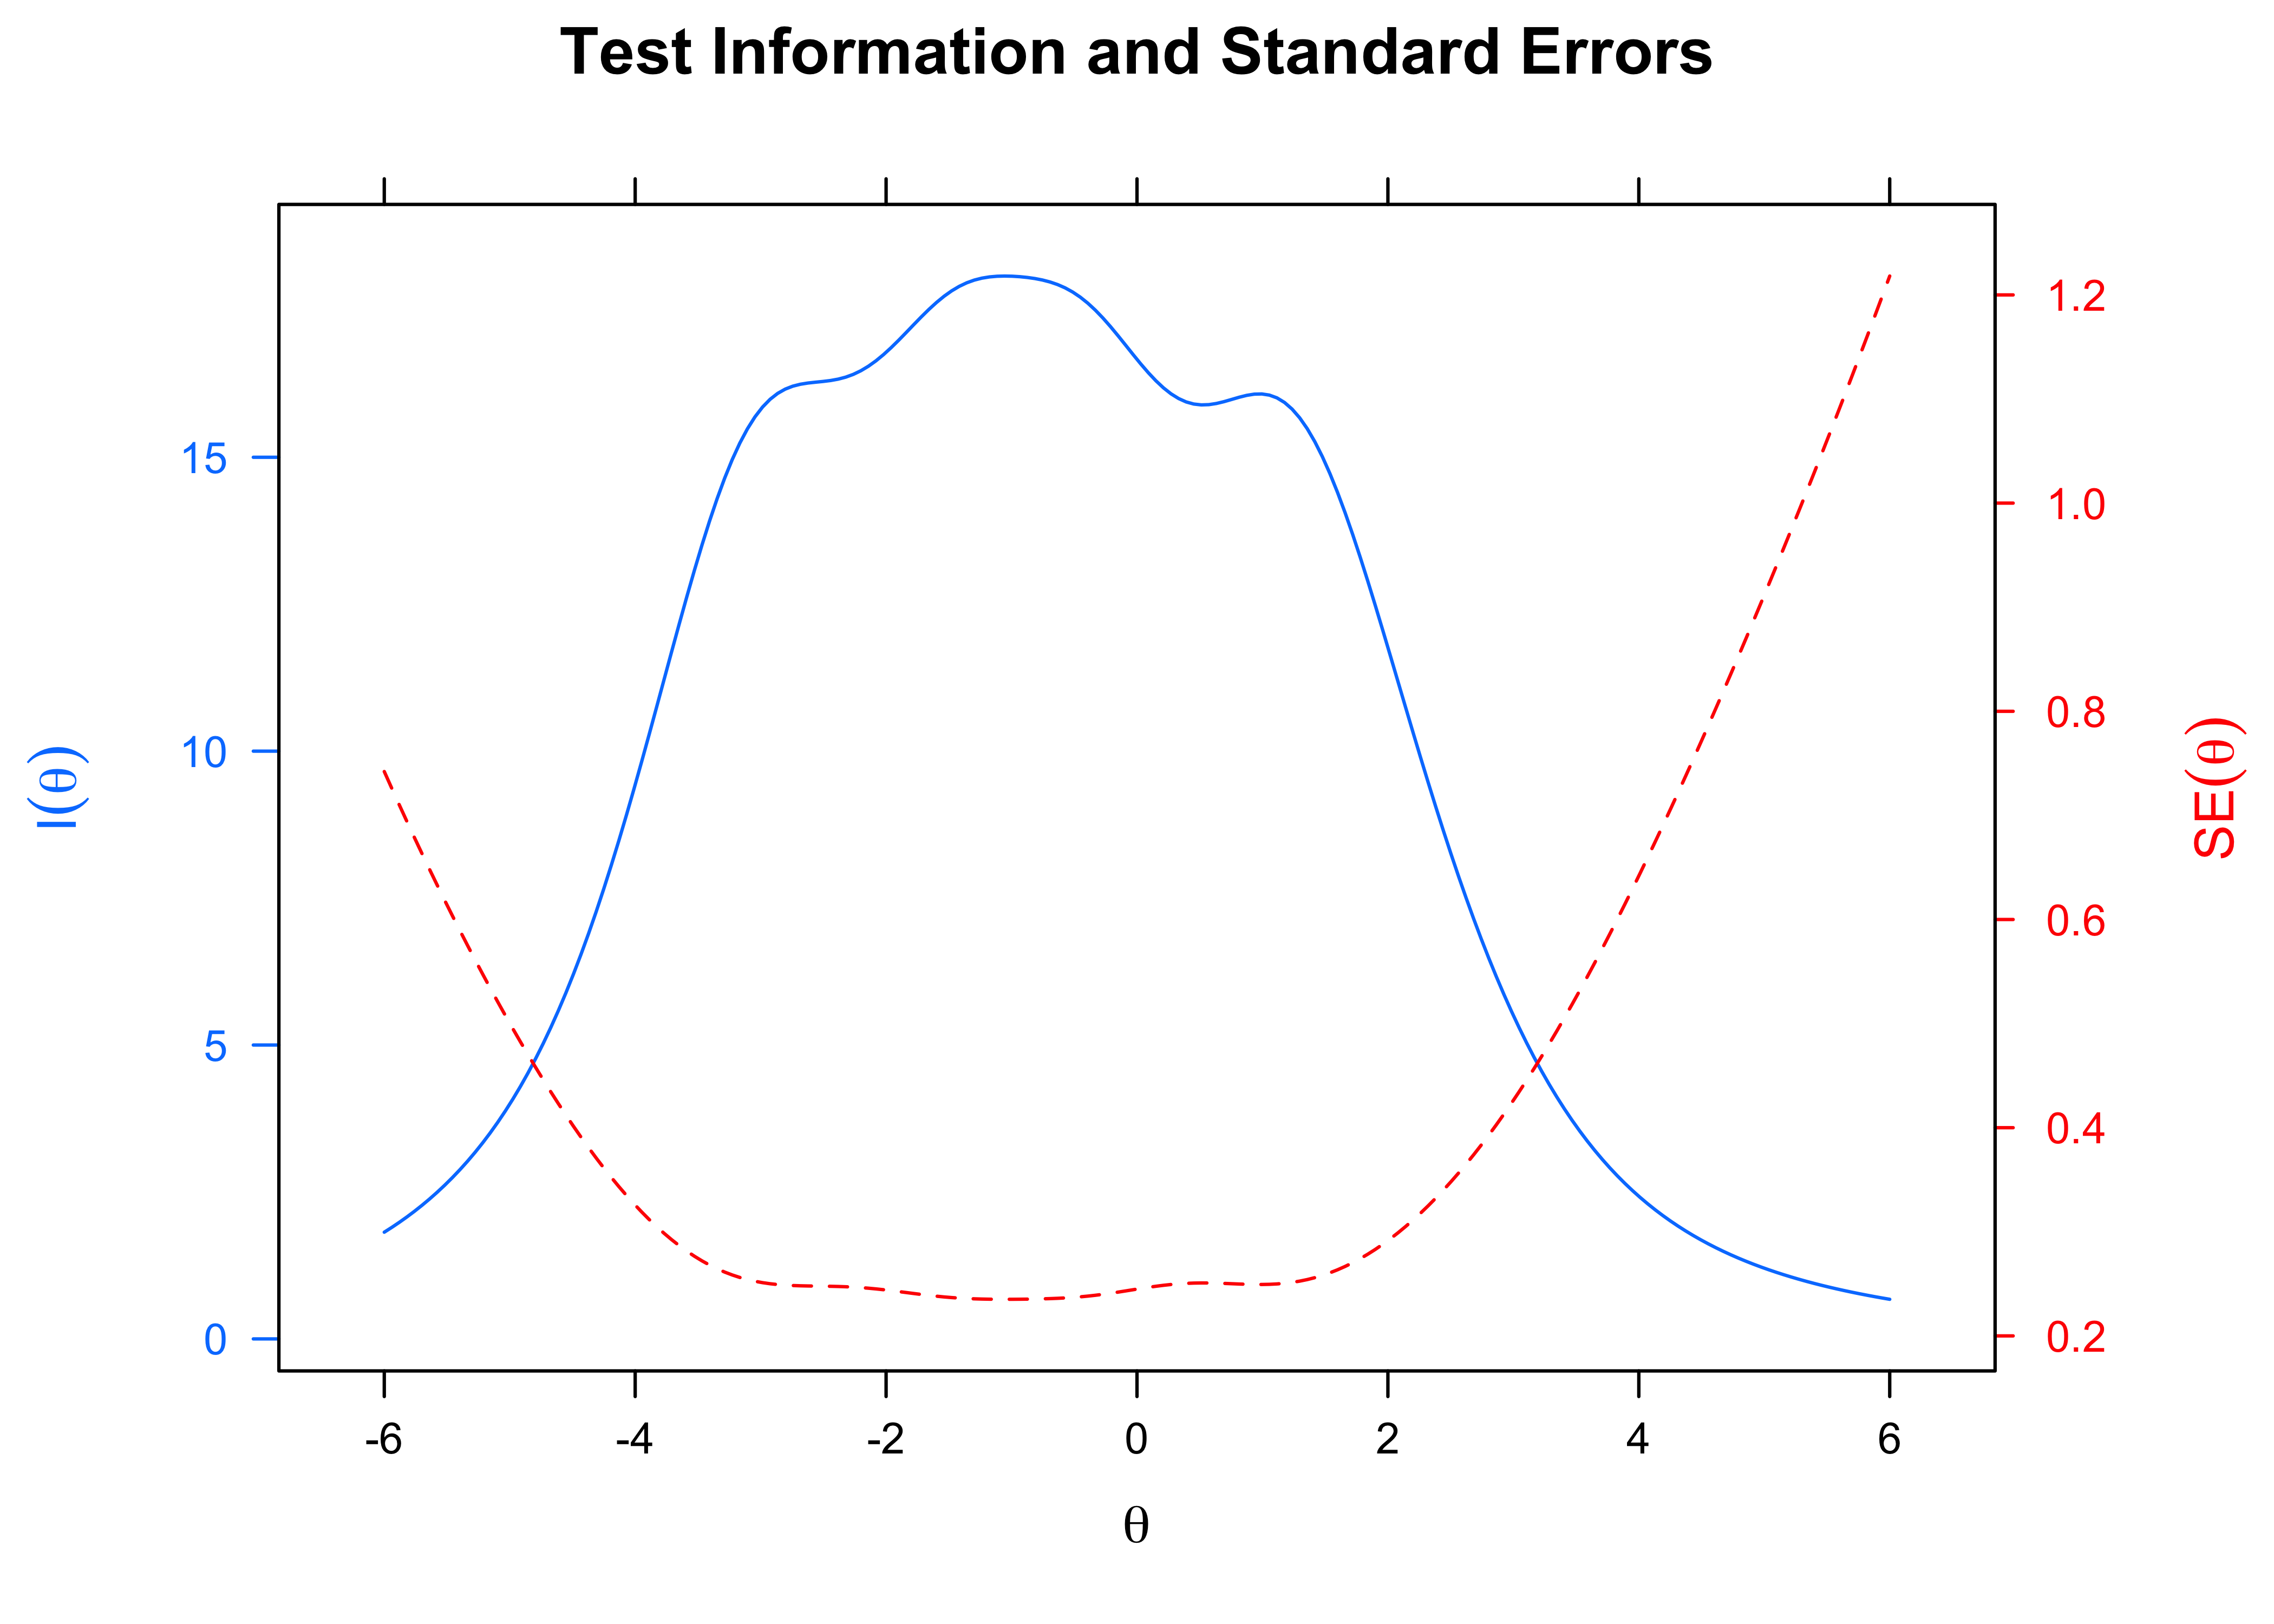 Test Information and Standard Errors
15
10
5
0
I(θ)
1.2
1.0
0.8
0.6
0.4
0.2
SE(θ)
-6 -4 -2 0 2 4 6
θ